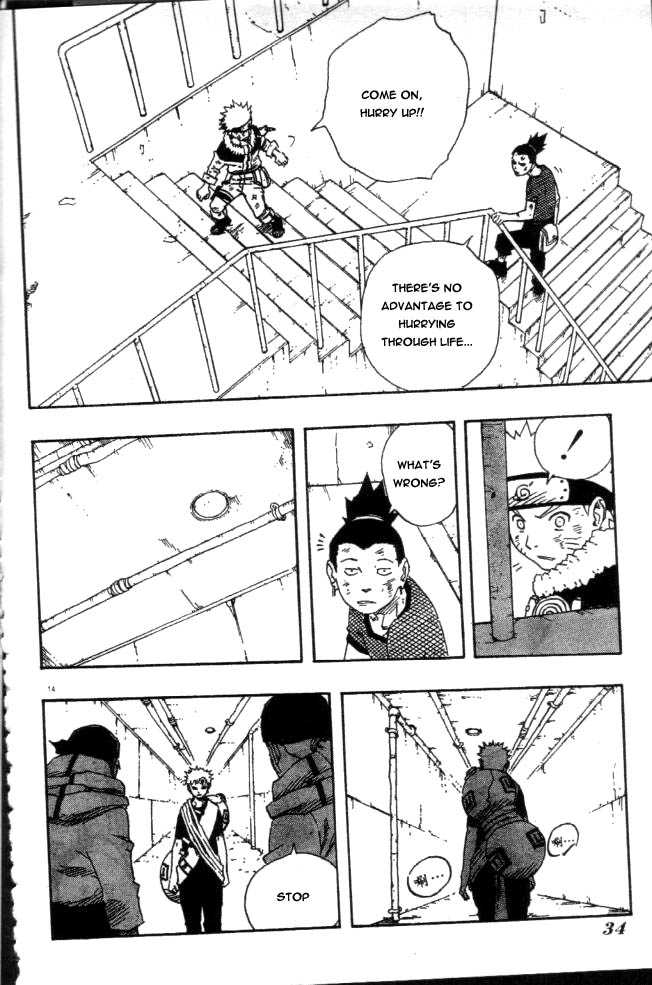 COME ON,
HURRY UP!!
THERE'S NO
ADVANTAGE TO
HURRYING
THROUGH LIFE...
!
WHAT'S
WRONG?
14
STOP
34